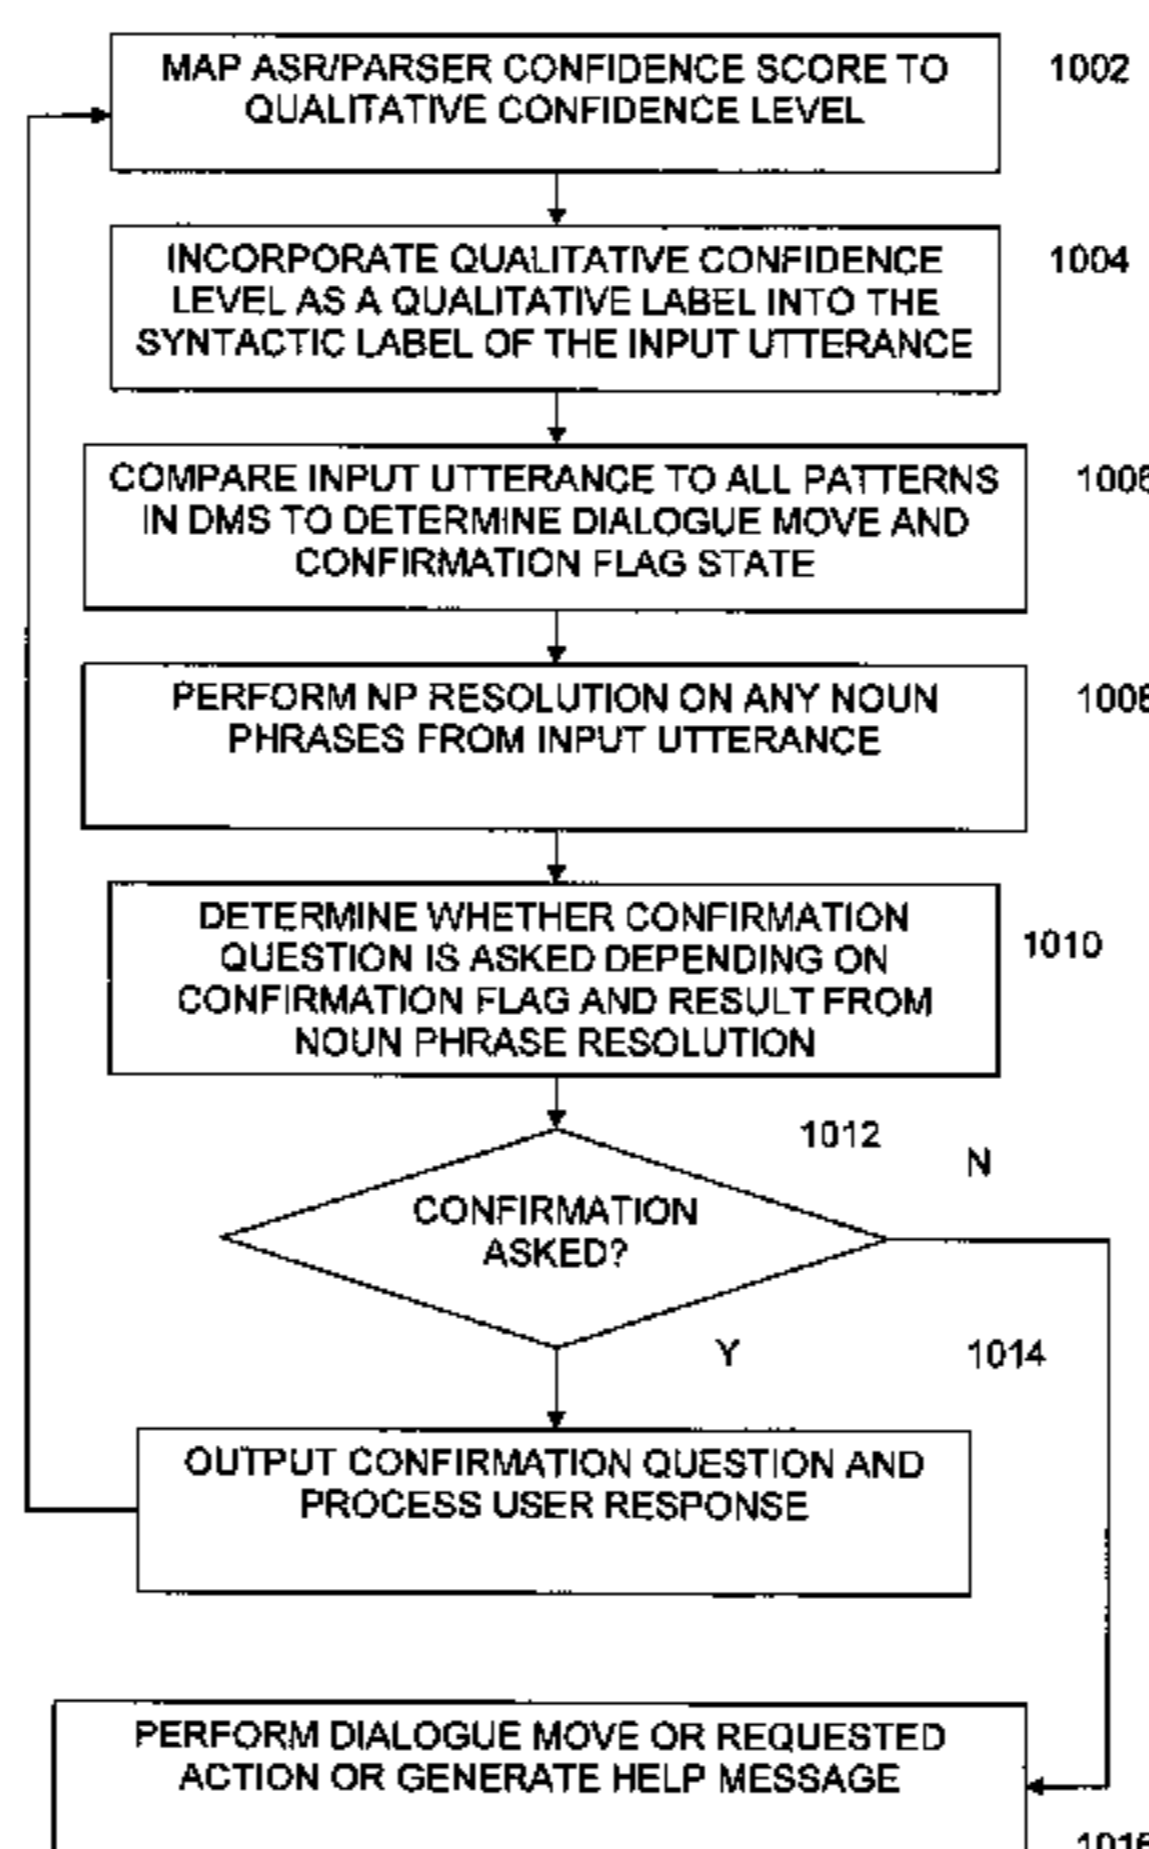 MAP ASR/PARSER CONFIDENCE SCORE TO
QUALITATIVE CONFIDENCE LEVEL
1002
INCORPORATE QUALITATIVE CONFIDENCE
LEVEL AS A QUALITATIVE LABEL INTO THE
SYNTACTIC LABEL OF THE INPUT UTTERANCE
1004
COMPARE INPUT UTTERANCE TO ALL PATTERNS
IN DMS TO DETERMINE DIALOGUE MOVE AND
CONFIRMATION FLAG STATE
PERFORM NP RESOLUTION ON ANY NOUN
PHRASES FROM INPUT UTTERANCE
DETERMINE WHETHER CONFIRMATION
QUESTION IS ASKED DEPENDING ON
CONFIRMATION FLAG AND RESULT FROM
NOUN PHRASE RESOLUTION
1010
1012
N
CONFIRMATION
ASKED?
Y
1014
OUTPUT CONFIRMATION QUESTION AND
PROCESS USER RESPONSE
PERFORM DIALOGUE MOVE OR REQUESTED
ACTION OR GENERATE HELP MESSAGE